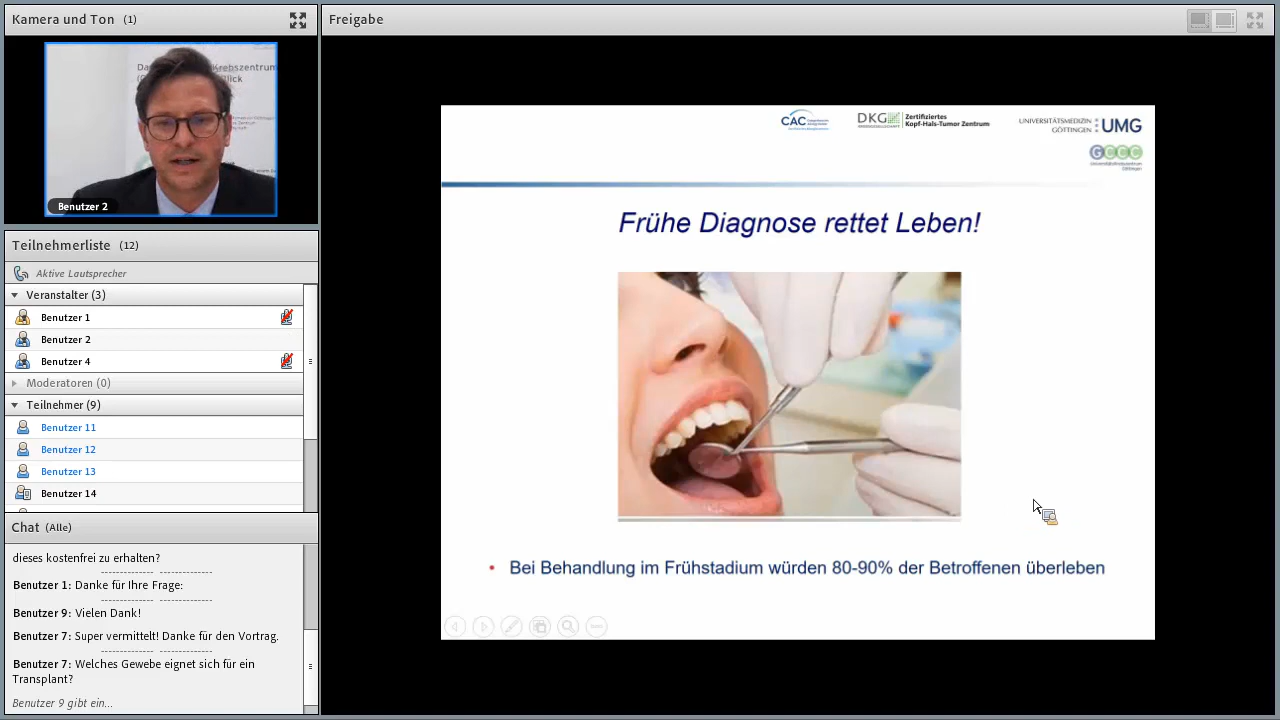 Kamera und Ton (1)
Krebszentrum
Benutzer 2
Teilnehmerliste (12)
Aktive Lautsprecher
Veranstalter (3)
Benutzer 1
Benutzer 2
Benutzer 4
Moderatoren (0)
Teilnehmer (9)
Benutzer 11
Benutzer 12
Benutzer 13
Benutzer 14
Chat (Alle)
dieses kostenfrei zu erhalten?
Benutzer 1: Danke für Ihre Frage:
Benutzer 9: Vielen Dank!
Benutzer 7: Super vermittelt! Danke für den Vortrag.
Benutzer 7: Welches Gewebe eignet sich für ein
Transplant?
Benutzer 9 gibt ein...
Freigabe
CAC
DKG Zertifiziertes
Kopf-Hals-Tumor Zentrum
UNIVERSITÄTSMEDIZIN
GÖTTINGEN UMG
GCCC
Frühe Diagnose rettet Leben!
• Bei Behandlung im Frühstadium würden 80-90% der Betroffenen überleben